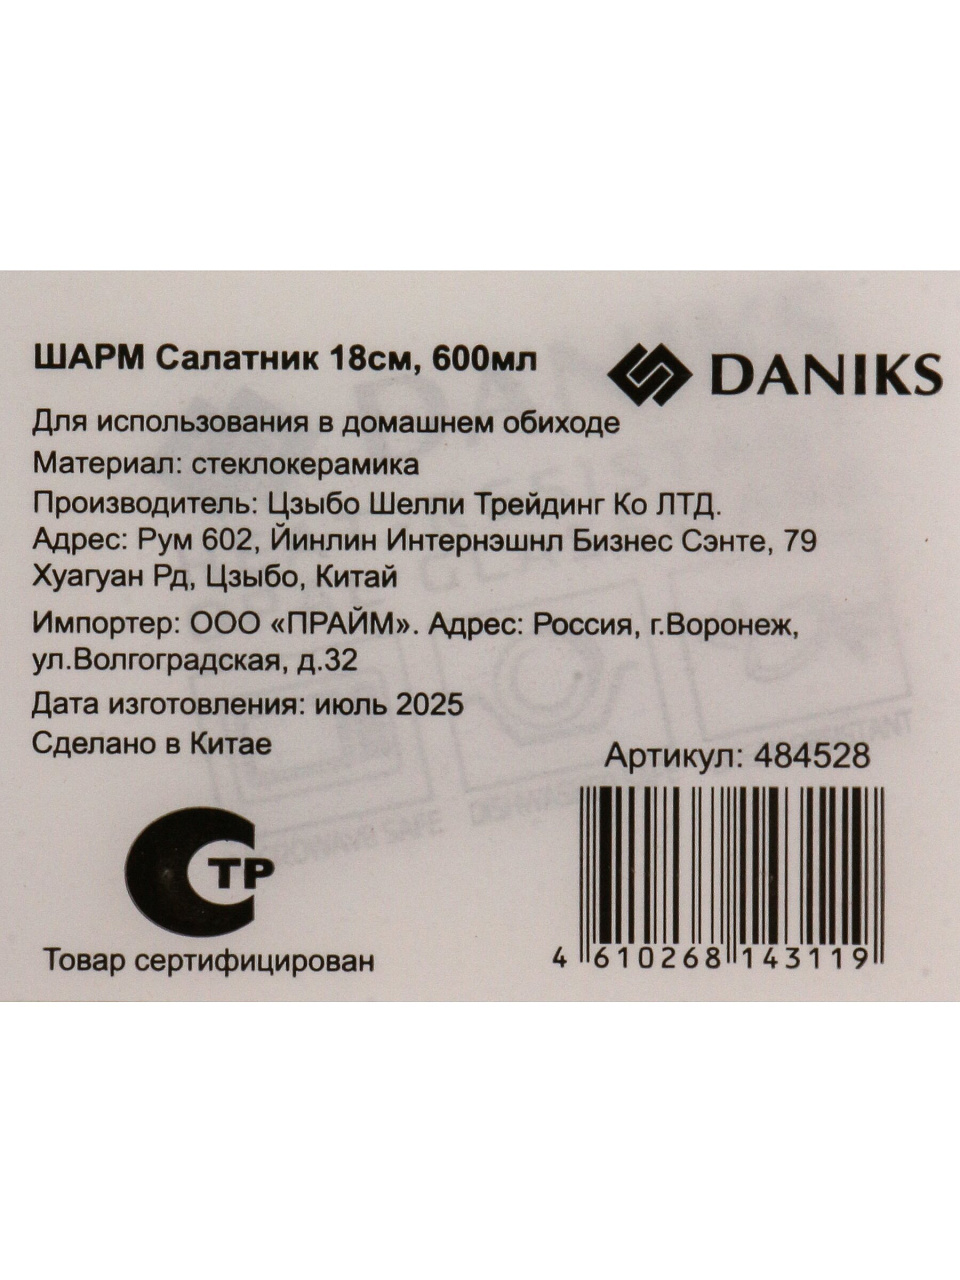 ШАРМ Салатник 18см, 600мл
DANIKS
Для использования в домашнем обиходе
Материал: стеклокерамика
Производитель: Цзыбо Шелли Трейдинг Ко ЛТД.
Адрес: Рум 602, Йинлин Интернэшнл Бизнес Сэнте, 79
Хуагуан Рд, Цзыбо, Китай
Импортер: ООО «ПРАЙМ». Адрес: Россия, г.Воронеж,
ул.Волгоградская, д.32
Дата изготовления: июль 2025
Сделано в Китае
Артикул: 484528
ТР
Товар сертифицирован
4 610268 143119